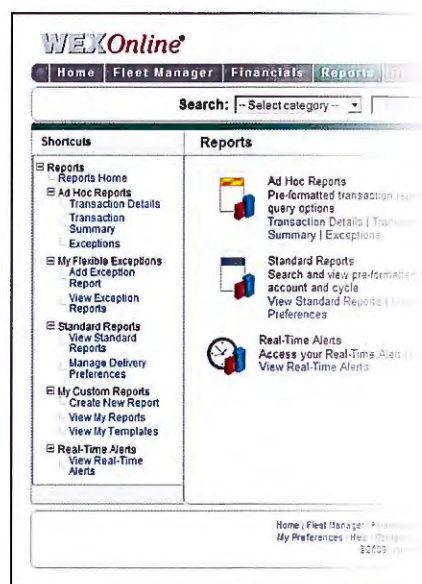 WEXOnline®
Home | Fleet Manager | Financials | Reports
Search: -- Select category --
Shortcuts
Reports
Reports Home
Ad Hoc Reports
Transaction Details
Transaction
Summary
Exceptions
My Flexible Exceptions
Add Exception
Report
View Exception
Reports
Standard Reports
View Standard
Reports
Manage Delivery
Preferences
My Custom Reports
Create New Report
View My Reports
View My Templates
Real-Time Alerts
View Real-Time
Alerts
Reports
Ad Hoc Reports
Pre-formatted transaction
query options
Transaction Details |
Summary | Exceptions
Standard Reports
Search and view pre-formatted
account and cycle
View Standard Reports |
Preferences
Real-Time Alerts
Access your Real-Time Alert
View Real-Time Alerts
Home | Fleet Manager |
My Preferences | Help |